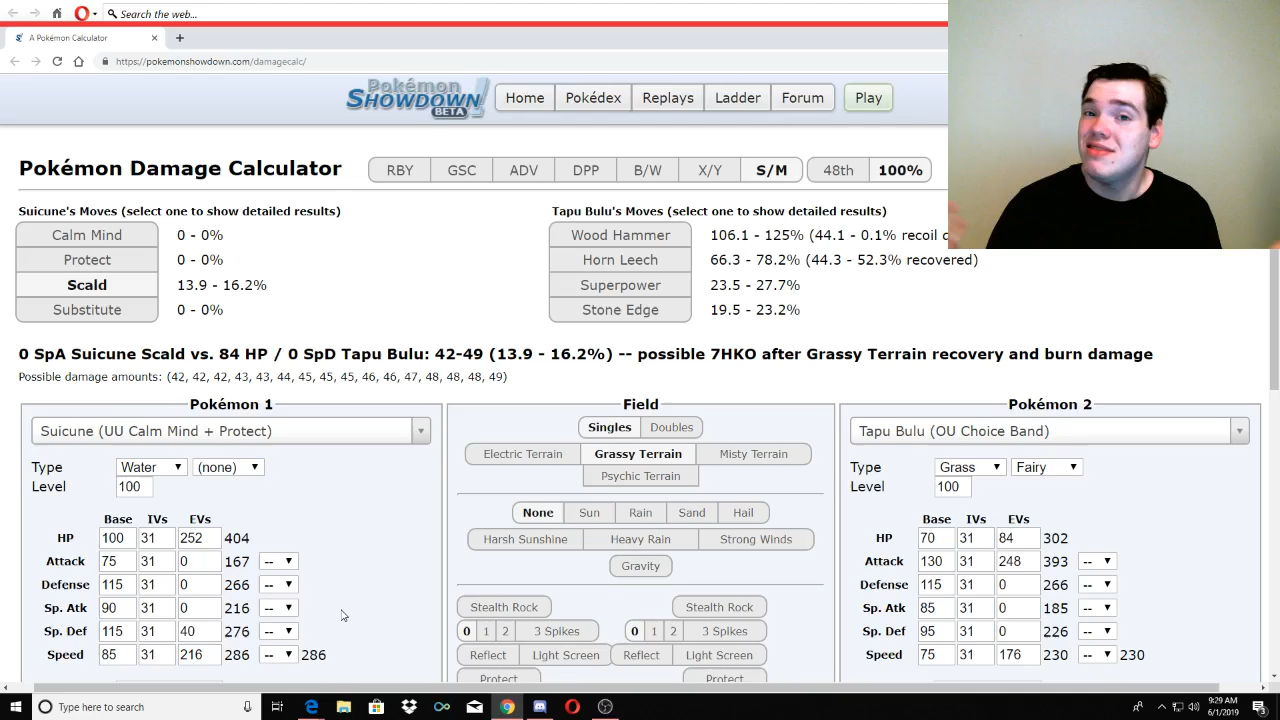 Search the web...
A Pokémon Calculator
https://pokemonshowdown.com/damagecalc/
Pokémon SHOWDOWN! BETA
Home Pokédex Replays Ladder Forum Play
Pokémon Damage Calculator RBY GSC ADV DPP B/W X/Y S/M 48th 100%
Suicune's Moves (select one to show detailed results)
Calm Mind 0 - 0%
Protect 0 - 0%
Scald 13.9 - 16.2%
Substitute 0 - 0%
Tapu Bulu's Moves (select one to show detailed results)
Wood Hammer 106.1 - 125% (44.1 - 0.1% recoil
Horn Leech 66.3 - 78.2% (44.3 - 52.3% recovered)
Superpower 23.5 - 27.7%
Stone Edge 19.5 - 23.2%
0 SpA Suicune Scald vs. 84 HP / 0 SpD Tapu Bulu: 42-49 (13.9 - 16.2%) -- possible 7HKO after Grassy Terrain recovery and burn damage
Possible damage amounts: (42, 42, 42, 43, 43, 44, 45, 45, 45, 46, 46, 47, 48, 48, 48, 49)
Pokémon 1
Suicune (UU Calm Mind + Protect)
Type Water (none)
Level 100
Base IVs EVs
HP 100 31 252 404
Attack 75 31 0 167 --
Defense 115 31 0 266 --
Sp. Atk 90 31 0 216 --
Sp. Def 115 31 40 276 --
Speed 85 31 216 286 -- 286
Field
Singles Doubles
Electric Terrain Grassy Terrain Misty Terrain
Psychic Terrain
None Sun Rain Sand Hail
Harsh Sunshine Heavy Rain Strong Winds
Gravity
Stealth Rock Stealth Rock
0 1 2 3 Spikes 0 1 2 3 Spikes
Reflect Light Screen Reflect Light Screen
Protect Protect
Pokémon 2
Tapu Bulu (OU Choice Band)
Type Grass Fairy
Level 100
Base IVs EVs
HP 70 31 84 302
Attack 130 31 248 393 --
Defense 115 31 0 266 --
Sp. Atk 85 31 0 185 --
Sp. Def 95 31 0 226 --
Speed 75 31 176 230 -- 230
Type here to search
9:29 AM
6/1/2019
3